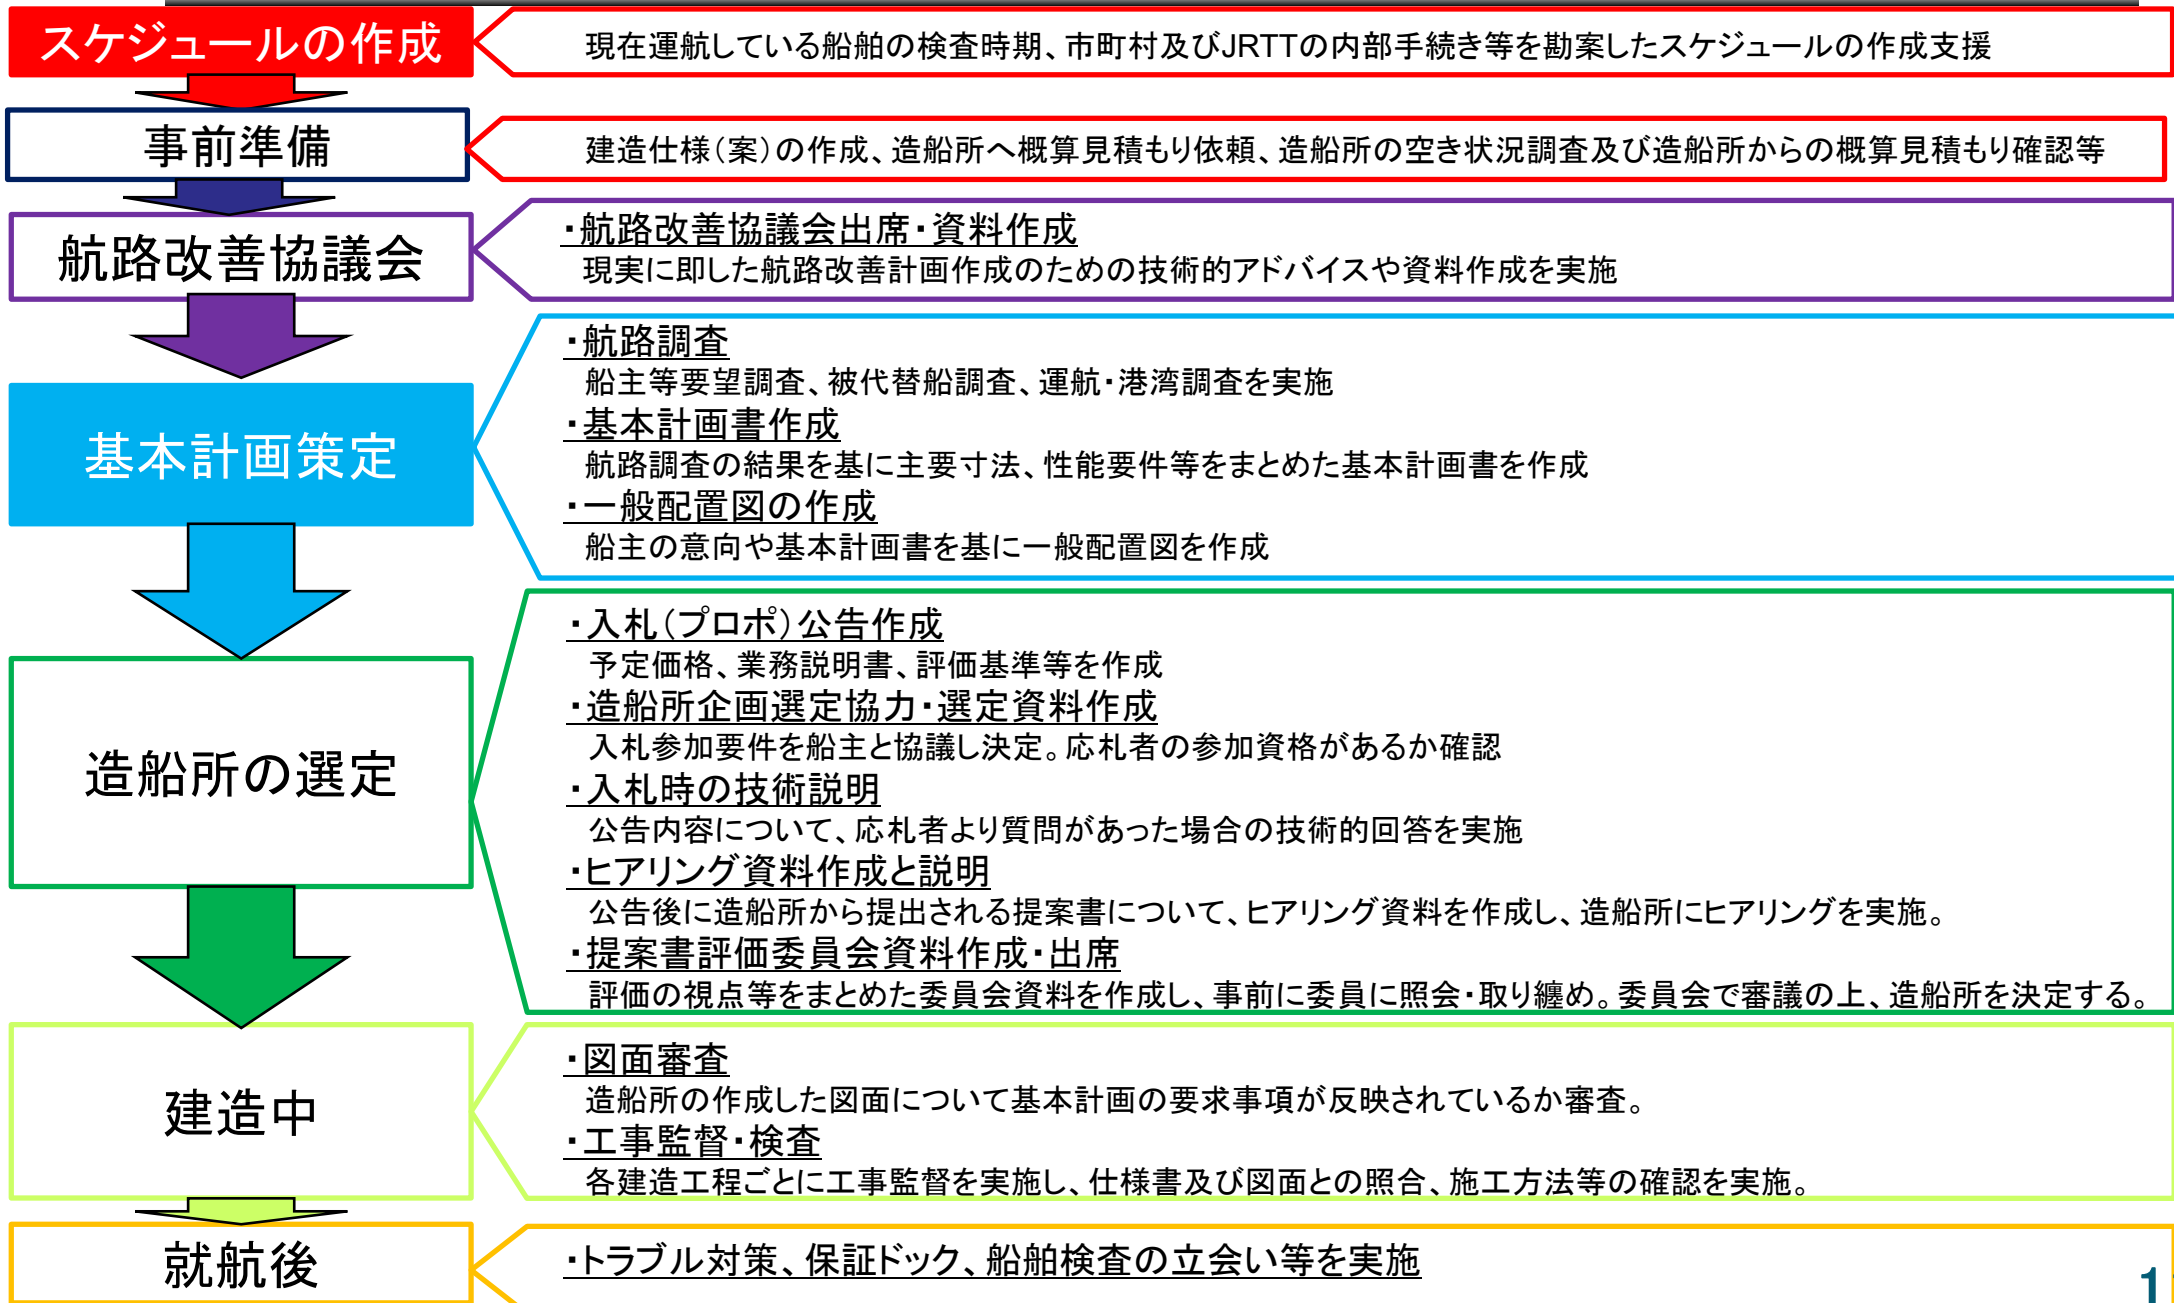 スケジュールの作成
現在運航している船舶の検査時期、市町村及びJRTTの内部手続き等を勘案したスケジュールの作成支援
事前準備
建造仕様(案)の作成、造船所へ概算見積もり依頼、造船所の空き状況調査及び造船所からの概算見積もり確認等
航路改善協議会
・航路改善協議会出席・資料作成
現実に即した航路改善計画作成のための技術的アドバイスや資料作成を実施
基本計画策定
・航路調査
船主等要望調査、被代替船調査、運航・港湾調査を実施
・基本計画書作成
航路調査の結果を基に主要寸法、性能要件等をまとめた基本計画書を作成
・一般配置図の作成
船主の意向や基本計画書を基に一般配置図を作成
造船所の選定
・入札(プロポ)公告作成
予定価格、業務説明書、評価基準等を作成
・造船所企画選定協力・選定資料作成
入札参加要件を船主と協議し決定。応札者の参加資格があるか確認
・入札時の技術説明
公告内容について、応札者より質問があった場合の技術的回答を実施
・ヒアリング資料作成と説明
公告後に造船所から提出される提案書について、ヒアリング資料を作成し、造船所にヒアリングを実施。
・提案書評価委員会資料作成・出席
評価の視点等をまとめた委員会資料を作成し、事前に委員に照会・取り纏め。委員会で審議の上、造船所を決定する。
建造中
・図面審査
造船所の作成した図面について基本計画の要求事項が反映されているか審査。
・工事監督・検査
各建造工程ごとに工事監督を実施し、仕様書及び図面との照合、施工方法等の確認を実施。
就航後
・トラブル対策、保証ドック、船舶検査の立会い等を実施